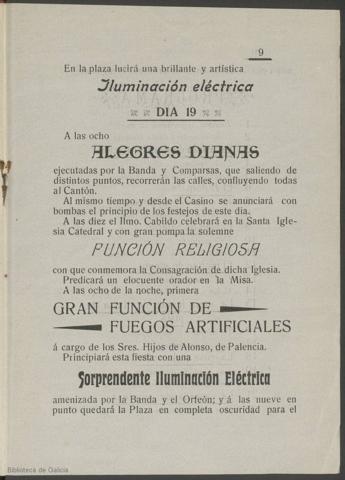 9
En la plaza lucirá una brillante y artística
Iluminación eléctrica
DIA 19
A las ocho
ALEGRES DIANAS
ejecutadas por la Banda y Comparsas, que saliendo de
distintos puntos, recorrerán las calles, confluyendo todas
al Cantón.
Al mismo tiempo y desde el Casino se anunciará con
bombas el principio de los festejos de este día.
A las diez el Ilmo. Cabildo celebrará en la Santa Igle-
sia Catedral y con gran pompa la solemne
FUNCIÓN RELIGIOSA
con que conmemora la Consagración de dicha Iglesia.
Predicará un elocuente orador en la Misa.
A las ocho de la noche, primera
GRAN FUNCIÓN DE
FUEGOS ARTIFICIALES
á cargo de los Sres. Hijos de Alonso, de Palencia.
Principiará esta fiesta con una
Sorprendente Iluminación Eléctrica
amenizada por la Banda y el Orfeón; y á las nueve en
punto quedará la Plaza en completa oscuridad para el
Biblioteca de Galicia